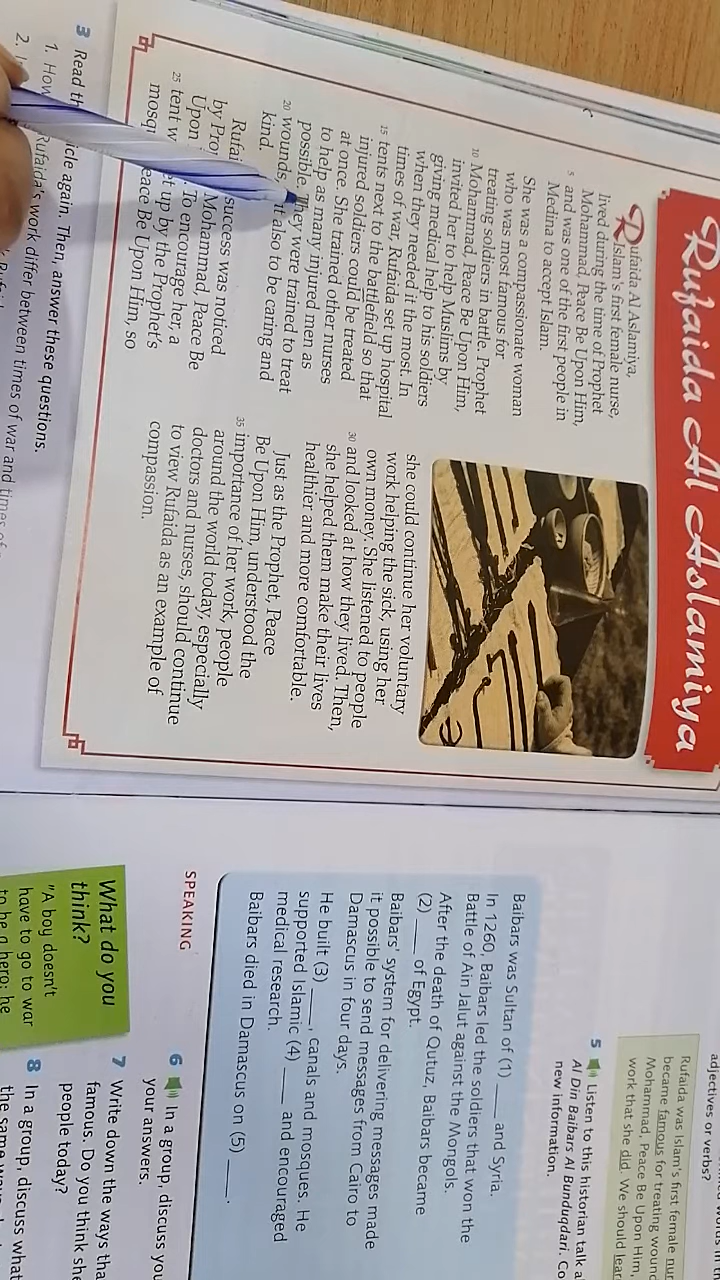 Rufaida Al Aslamiya
Rufaida Al Aslamiya,
Islam's first female nurse,
lived during the time of Prophet
Mohammad, Peace Be Upon Him,
5 and was one of the first people in
Medina to accept Islam.
She was a compassionate woman
who was most famous for
treating soldiers in battle. Prophet
10 Mohammad, Peace Be Upon Him,
invited her to help Muslims by
giving medical help to his soldiers
when they needed it the most. In
times of war, Rufaida set up hospital
15 tents next to the battlefield so that
injured soldiers could be treated
at once. She trained other nurses
to help as many injured men as
possible. They were trained to treat
20 wounds, also to be caring and
kind.
success was noticed
by
Upon Mohammad, Peace Be
To encourage her, a
25 tent up by the Prophet's
Peace Be Upon Him, so
she could continue her voluntary
work helping the sick, using her
own money. She listened to people
30 and looked at how they lived. Then,
she helped them make their lives
healthier and more comfortable.
Just as the Prophet, Peace
Be Upon Him, understood the
35 importance of her work, people
around the world today, especially
doctors and nurses, should continue
to view Rufaida as an example of
compassion.
3 Read again. Then, answer these questions.
1. How Rufaida's work differ between times of war and times of
2.
adjectives or verbs?
Rufaida was Islam's first female
became famous for treating
Mohammad, Peace Be Upon Him
work that she did. We should
5 Listen to this historian talk
Al Din Baibars Al Bunduqdari.
new information.
Baibars was Sultan of (1) ____ and Syria.
In 1260, Baibars led the soldiers that won the
Battle of Ain Jalut against the Mongols.
After the death of Qutuz, Baibars became
(2) ____ of Egypt.
Baibars' system for delivering messages made
it possible to send messages from Cairo to
Damascus in four days.
He built (3) ____, canals and mosques. He
supported Islamic (4) ____ and encouraged
medical research.
Baibars died in Damascus on (5) ____.
SPEAKING
6 In a group, discuss
your answers.
What do you
think?
"A boy doesn't
have to go to war
to be a hero; he
7 Write down the ways
famous. Do you think
people today?
8 In a group, discuss what
the same